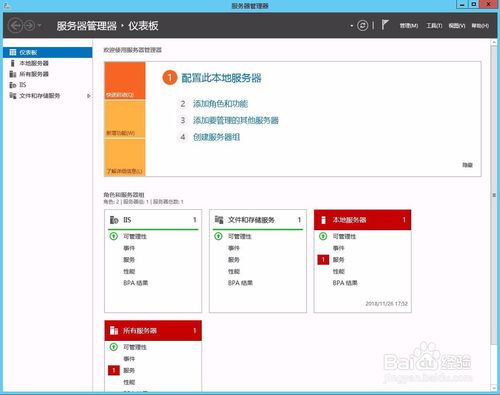 服务器管理器
服务器管理器 · 仪表板
管理(M) 工具(T) 视图(V) 帮助(H)
仪表板
本地服务器
所有服务器
IIS
文件和存储服务
欢迎使用服务器管理器
快速启动(Q)
新增功能(W)
了解详细信息(L)
1 配置此本地服务器
2 添加角色和功能
3 添加要管理的其他服务器
4 创建服务器组
隐藏
角色和服务器组
角色: 2 | 服务器组: 1 | 服务器总数: 1
IIS 1
可管理性
事件
服务
性能
BPA 结果
文件和存储服务 1
可管理性
事件
服务
性能
BPA 结果
本地服务器 1
可管理性
事件
1 服务
性能
BPA 结果
2018/11/26 17:52
所有服务器 1
可管理性
事件
1 服务
性能
BPA 结果
Baidu经验
jingyan.baidu.com